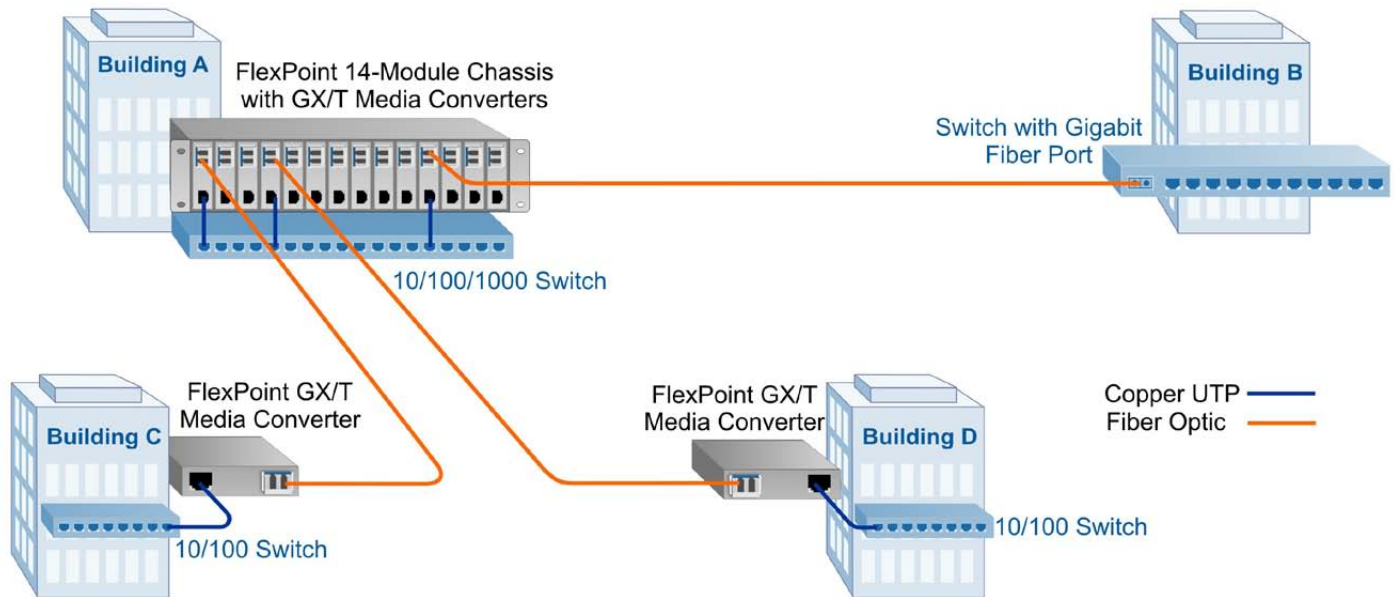 Building A
FlexPoint 14-Module Chassis
with GX/T Media Converters
Building B
Switch with Gigabit
Fiber Port
10/100/1000 Switch
FlexPoint GX/T
Media Converter
Building C
10/100 Switch
FlexPoint GX/T
Media Converter
Building D
10/100 Switch
Copper UTP
Fiber Optic